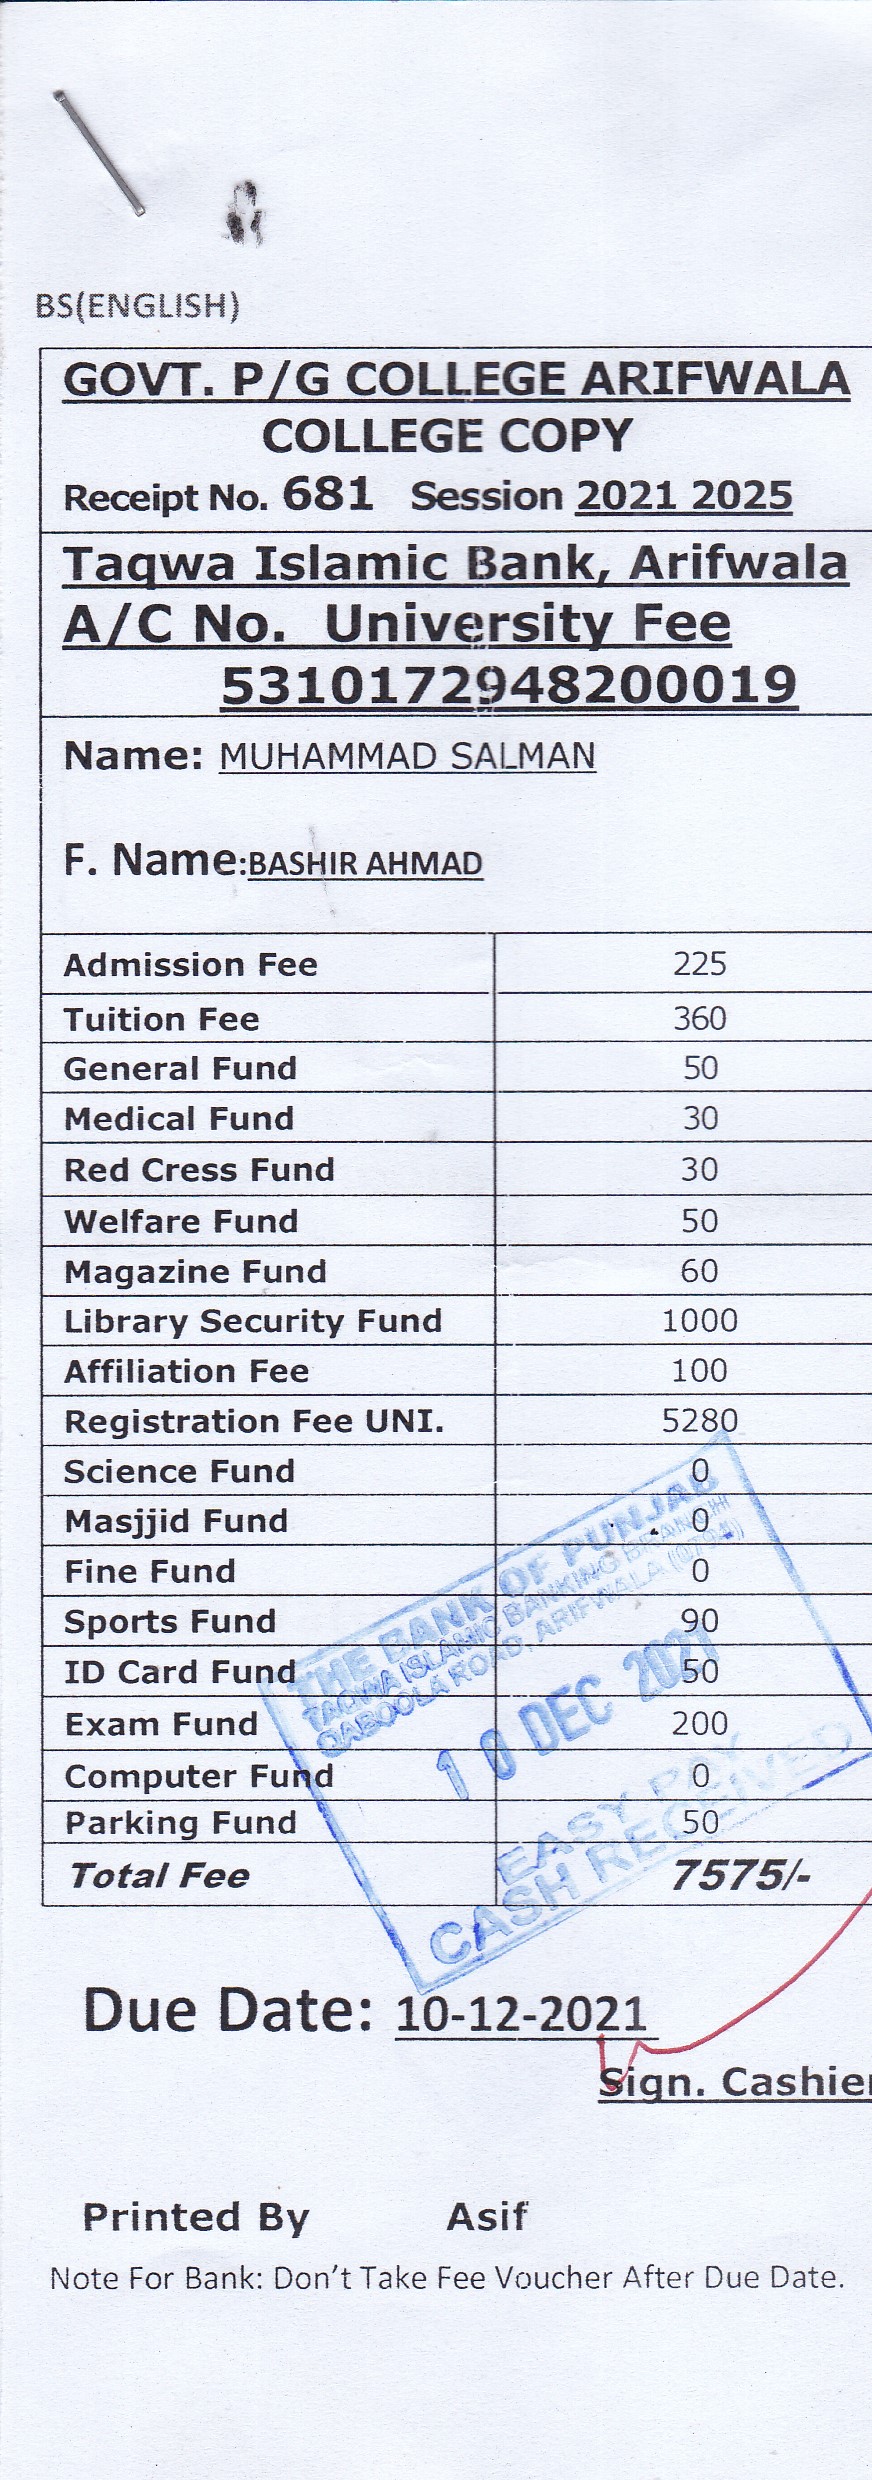 BS(ENGLISH)
GOVT. P/G COLLEGE ARIFWALA
COLLEGE COPY
Receipt No. 681 Session 2021 2025
Taqwa Islamic Bank, Arifwala
A/C No. University Fee
5310172948200019
Name: MUHAMMAD SALMAN
F. Name:BASHIR AHMAD
Admission Fee 225
Tuition Fee 360
General Fund 50
Medical Fund 30
Red Cress Fund 30
Welfare Fund 50
Magazine Fund 60
Library Security Fund 1000
Affiliation Fee 100
Registration Fee UNI. 5280
Science Fund 0
Masjjid Fund 0
Fine Fund 0
Sports Fund 90
ID Card Fund 50
Exam Fund 200
Computer Fund 0
Parking Fund 50
Total Fee 7575/-
THE BANK OF PUNJAB
TAQWA ISLAMIC BANKING BRANCH
QABOOLA ROAD, ARIFWALA
10 DEC 2021
EASY PAY
CASH RECEIVED
Due Date: 10-12-2021
Sign. Cashier
Printed By Asif
Note For Bank: Don't Take Fee Voucher After Due Date.